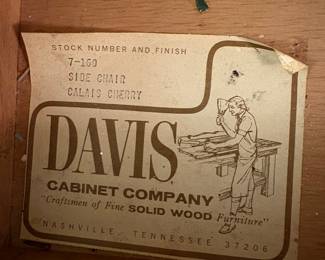 STOCK NUMBER AND FINISH
7-160
SIDE CHAIR
CALAIS CHERRY
DAVIS
CABINET COMPANY
"Craftsmen of Fine SOLID WOOD Furniture"
NASHVILLE, TENNESSEE 37206